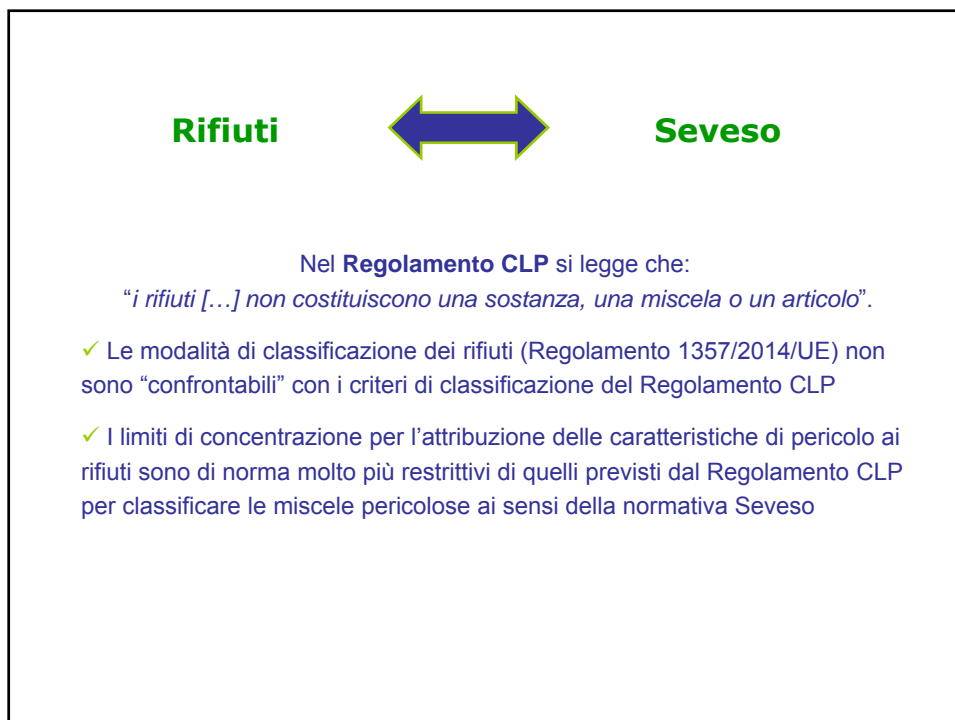 Rifiuti Seveso
Nel Regolamento CLP si legge che:
“i rifiuti […] non costituiscono una sostanza, una miscela o un articolo”.
✓ Le modalità di classificazione dei rifiuti (Regolamento 1357/2014/UE) non
sono “confrontabili” con i criteri di classificazione del Regolamento CLP
✓ I limiti di concentrazione per l’attribuzione delle caratteristiche di pericolo ai
rifiuti sono di norma molto più restrittivi di quelli previsti dal Regolamento CLP
per classificare le miscele pericolose ai sensi della normativa Seveso